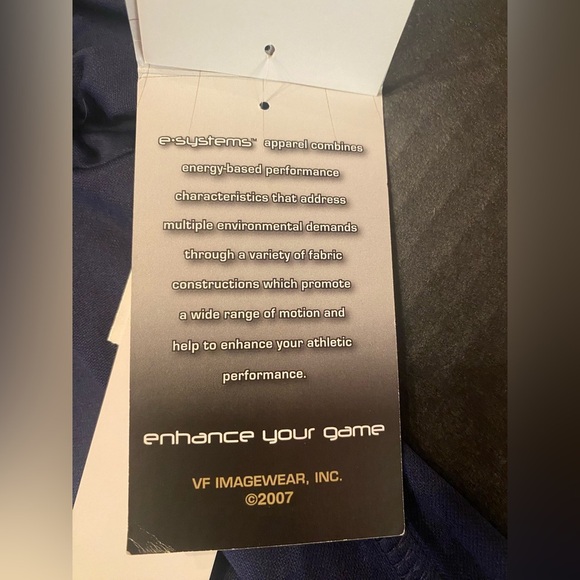 e•systems™ apparel combines
energy-based performance
characteristics that address
multiple environmental demands
through a variety of fabric
constructions which promote
a wide range of motion and
help to enhance your athletic
performance.
enhance your game
VF IMAGEWEAR, INC.
©2007